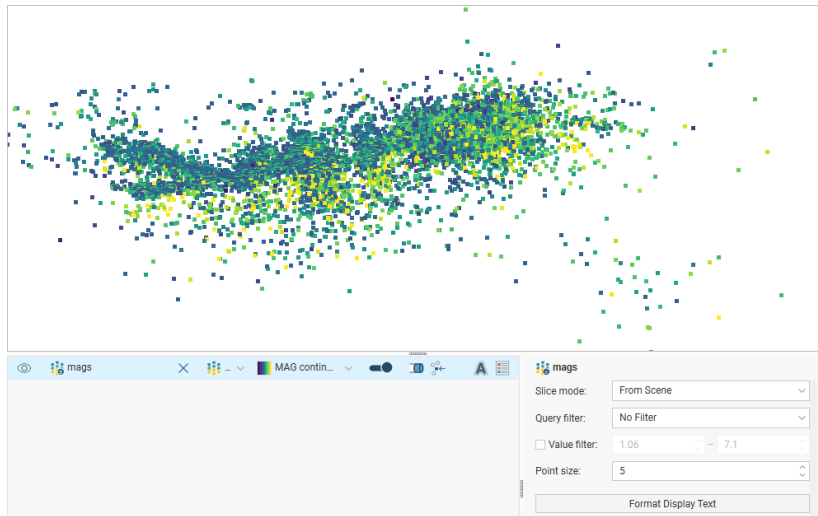 mags
... MAG contin... A
mags
Slice mode: From Scene
Query filter: No Filter
Value filter: 1.06 – 7.1
Point size: 5
Format Display Text